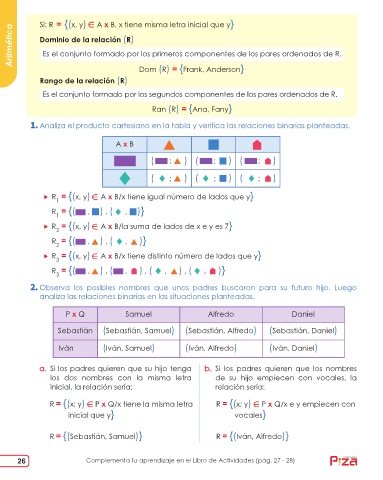 Aritmética
Si: R = {(x, y) ∈ A x B, x tiene misma letra inicial que y}
Dominio de la relación (R)
Es el conjunto formado por los primeros componentes de los pares ordenados de R.
Dom (R) = {Frank, Anderson}
Rango de la relación (R)
Es el conjunto formado por los segundos componentes de los pares ordenados de R.
Ran (R) = {Ana, Fany}
1. Analiza el producto cartesiano en la tabla y verifica las relaciones binarias planteadas.
A x B ▲ ■ ⬟
▬ (▬ ; ▲) (▬ ; ■) (▬ ; ⬟)
♦ (♦ ; ▲) (♦ ; ■) (♦ ; ⬟)
▸ R1 = {(x, y) ∈ A x B/x tiene igual número de lados que y}
R1 = {(▬ , ■) , (♦ , ■)}
▸ R2 = {(x, y) ∈ A x B/la suma de lados de x e y es 7}
R2 = {(▬ , ▲) , (♦ , ▲)}
▸ R3 = {(x, y) ∈ A x B/x tiene distinto número de lados que y}
R3 = {(▬ , ▲) , (▬ , ⬟) , (♦ , ▲) , (♦ , ⬟)}
2. Observa los posibles nombres que unos padres buscaron para su futuro hijo. Luego
analiza las relaciones binarias en las situaciones planteadas.
P x Q Samuel Alfredo Daniel
Sebastián (Sebastián, Samuel) (Sebastián, Alfredo) (Sebastián, Daniel)
Iván (Iván, Samuel) (Iván, Alfredo) (Iván, Daniel)
a. Si los padres quieren que su hijo tenga
los dos nombres con la misma letra
inicial, la relación sería:
R = {(x; y) ∈ P x Q/x tiene la misma letra
inicial que y}
R = {(Sebastián, Samuel)}
b. Si los padres quieren que los nombres
de su hijo empiecen con vocales, la
relación sería:
R = {(x; y) ∈ P x Q/x e y empiecen con
vocales}
R = {(Iván, Alfredo)}
26 Complementa tu aprendizaje en el Libro de Actividades (pág. 27 - 28)